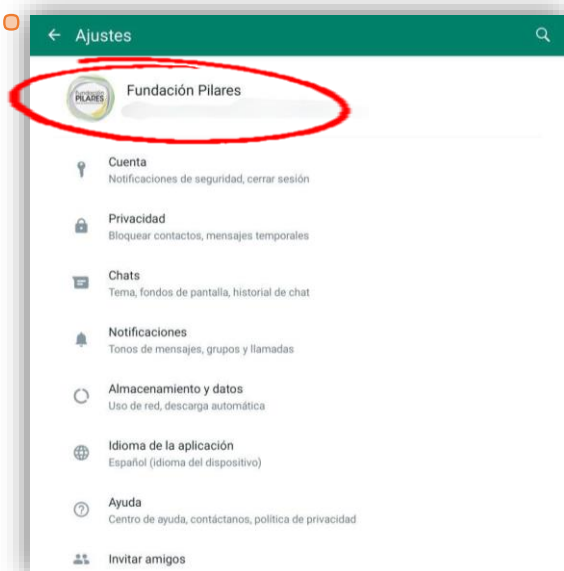 Ajustes
Fundación PILARES
Fundación Pilares
Cuenta
Notificaciones de seguridad, cerrar sesión
Privacidad
Bloquear contactos, mensajes temporales
Chats
Tema, fondos de pantalla, historial de chat
Notificaciones
Tonos de mensajes, grupos y llamadas
Almacenamiento y datos
Uso de red, descarga automática
Idioma de la aplicación
Español (idioma del dispositivo)
Ayuda
Centro de ayuda, contáctanos, política de privacidad
Invitar amigos